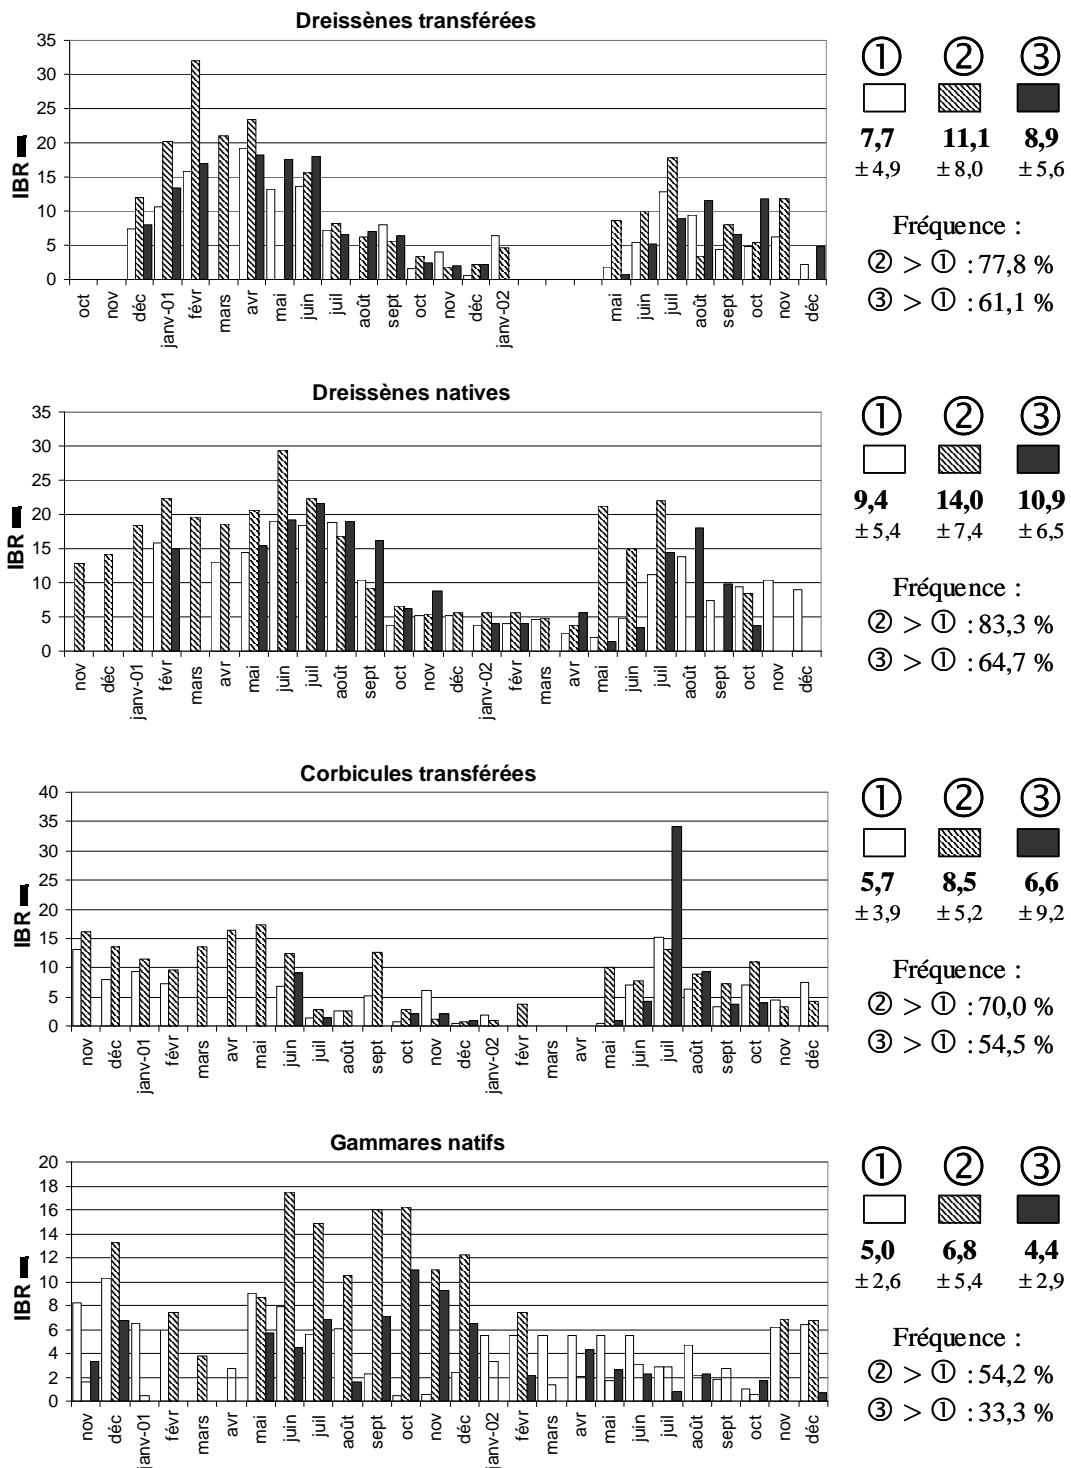 Dreissènes transférées
35
30
25
20
15
10
5
0
IBR
oct
nov
déc
janv-01
févr
mars
avr
mai
juin
juil
août
sept
oct
nov
déc
janv-02
mai
juin
juil
août
sept
oct
nov
déc
① ② ③
7,7 11,1 8,9
± 4,9 ± 8,0 ± 5,6
Fréquence :
② > ① : 77,8 %
③ > ① : 61,1 %
Dreissènes natives
35
30
25
20
15
10
5
0
IBR
nov
déc
janv-01
févr
mars
avr
mai
juin
juil
août
sept
oct
nov
déc
janv-02
févr
mars
avr
mai
juin
juil
août
sept
oct
nov
déc
① ② ③
9,4 14,0 10,9
± 5,4 ± 7,4 ± 6,5
Fréquence :
② > ① : 83,3 %
③ > ① : 64,7 %
Corbicules transférées
40
35
30
25
20
15
10
5
0
IBR
nov
déc
janv-01
févr
mars
avr
mai
juin
juil
août
sept
oct
nov
déc
janv-02
févr
mars
avr
mai
juin
juil
août
sept
oct
nov
déc
① ② ③
5,7 8,5 6,6
± 3,9 ± 5,2 ± 9,2
Fréquence :
② > ① : 70,0 %
③ > ① : 54,5 %
Gammares natifs
20
18
16
14
12
10
8
6
4
2
0
IBR
nov
déc
janv-01
févr
mars
avr
mai
juin
juil
août
sept
oct
nov
déc
janv-02
févr
mars
avr
mai
juin
juil
août
sept
oct
nov
déc
① ② ③
5,0 6,8 4,4
± 2,6 ± 5,4 ± 2,9
Fréquence :
② > ① : 54,2 %
③ > ① : 33,3 %